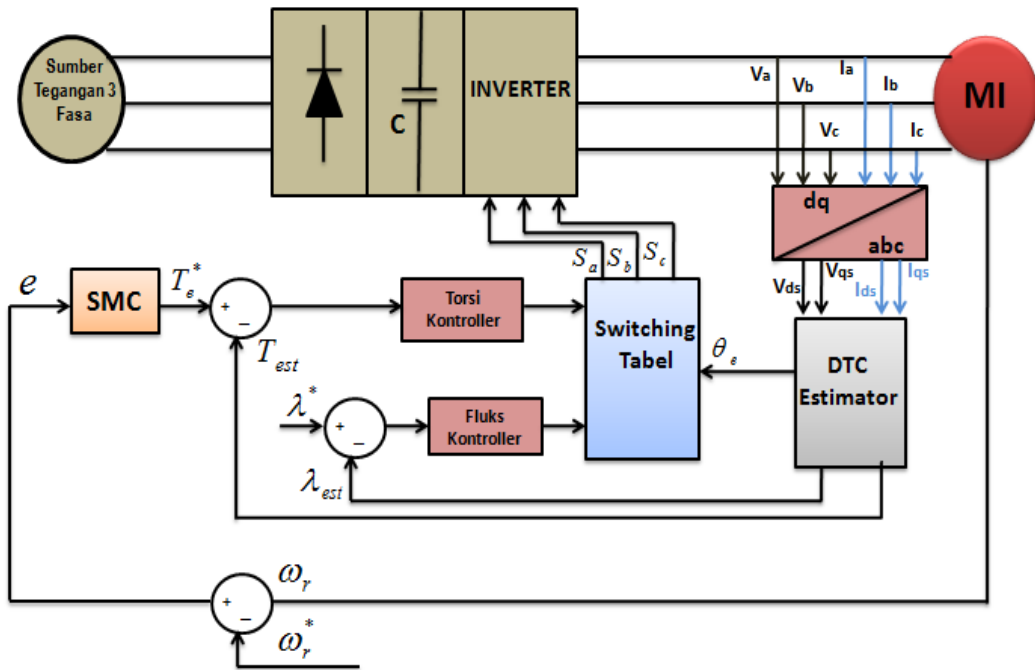 Sumber
Tegangan 3
Fasa
C
INVERTER
Va
Vb
Vc
Ia
Ib
Ic
MI
dq
abc
Vds
Vqs
Ids
Iqs
Sa
Sb
Sc
e
SMC
Te*
+
−
Test
Torsi
Kontroller
Switching
Tabel
θe
DTC
Estimator
λ*
+
−
λest
Fluks
Kontroller
ωr
+
−
ωr*